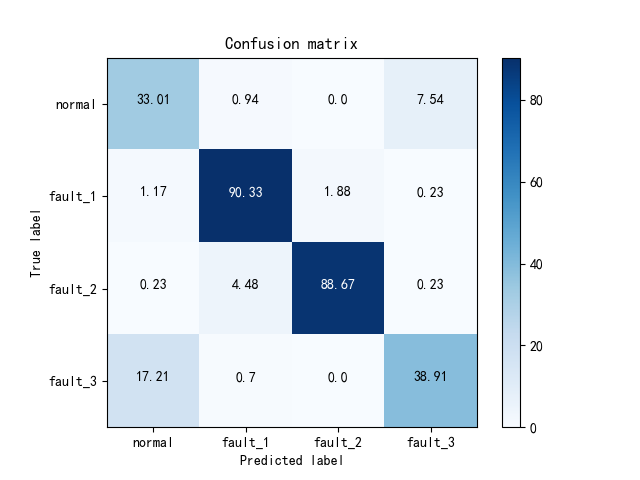 Confusion matrix
normal 33.01 0.94 0.0 7.54
80
fault_1 1.17 90.33 1.88 0.23
60
True label
fault_2 0.23 4.48 88.67 0.23
40
fault_3 17.21 0.7 0.0 38.91
20
0
normal fault_1 fault_2 fault_3
Predicted label